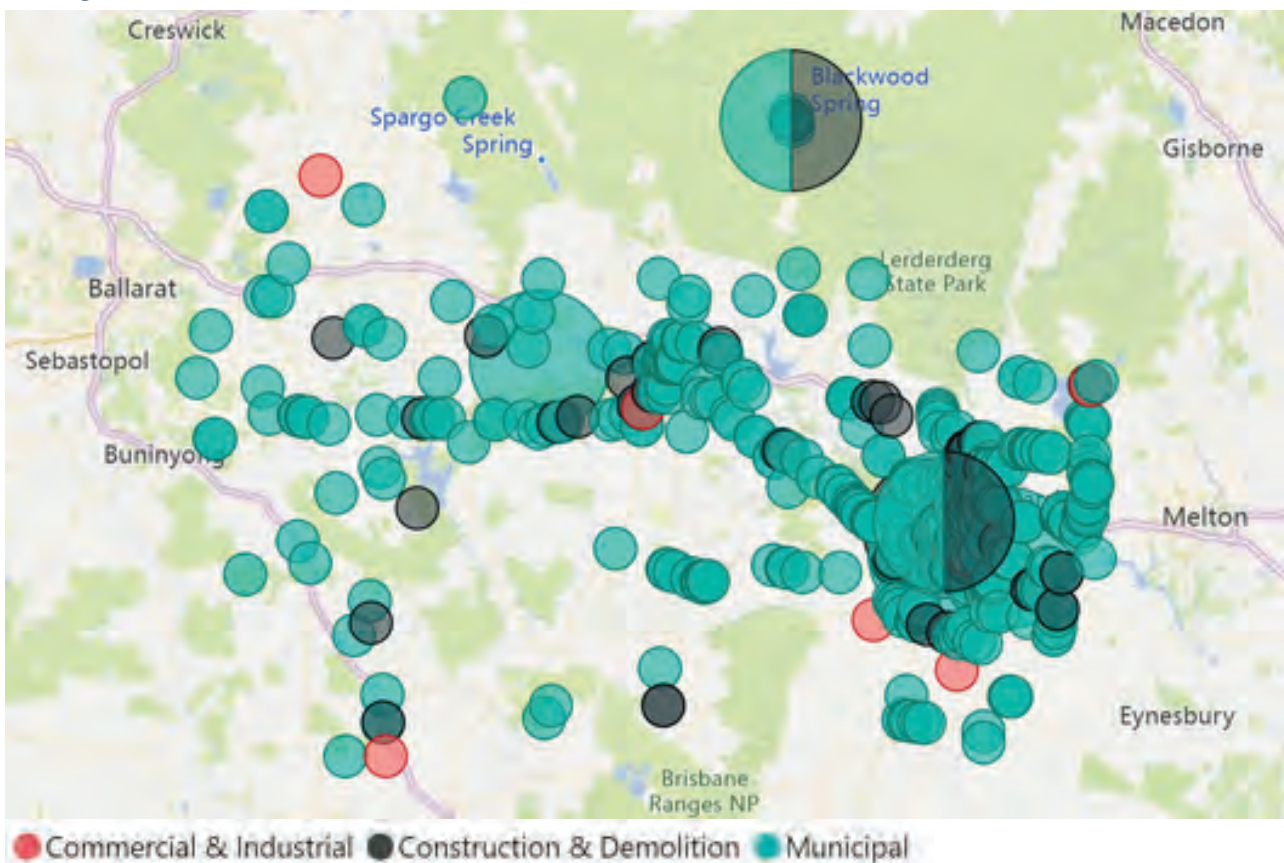 Creswick
Macedon
Blackwood
Spring
Spargo Creek
Spring
Gisborne
Lerderderg
State Park
Ballarat
Sebastopol
Buninyong
Melton
Eynesbury
Brisbane
Ranges NP
Commercial & Industrial Construction & Demolition Municipal